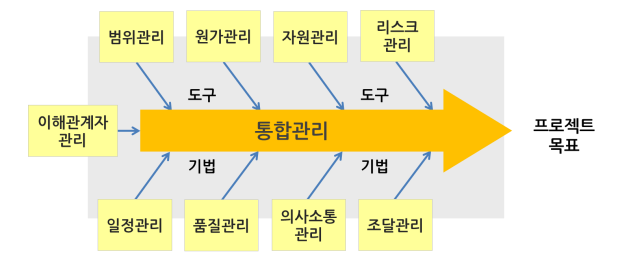 범위관리
원가관리
자원관리
리스크
관리
도구
도구
이해관계자
관리
통합관리
프로젝트
목표
기법
기법
일정관리
품질관리
의사소통
관리
조달관리